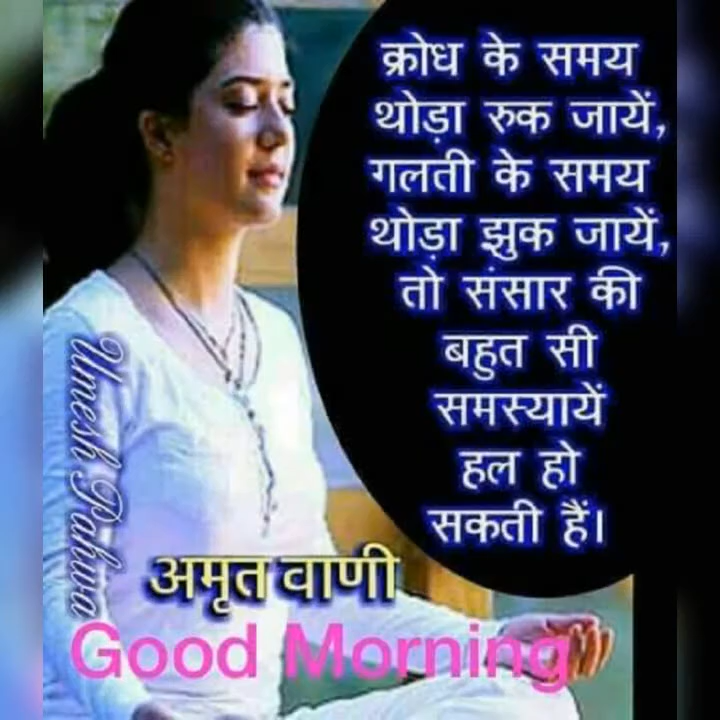 क्रोध के समय
थोड़ा रुक जायें,
गलती के समय
थोड़ा झुक जायें,
तो संसार की
बहुत सी
समस्यायें
हल हो
सकती हैं।
Umesh Pahwa
अमृत वाणी
Good Morning